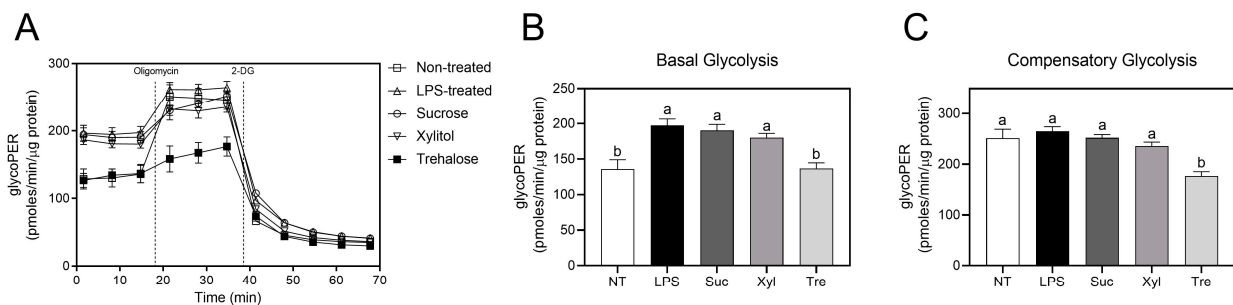 A
glycoPER
(pmoles/min/μg protein)
300
200
100
0
Oligomycin
2-DG
0
10
20
30
40
50
60
70
Time (min)
Non-treated
LPS-treated
Sucrose
Xylitol
Trehalose
B
Basal Glycolysis
glycoPER
(pmoles/min/μg protein)
250
200
150
100
50
0
b
a
a
a
b
NT
LPS
Suc
Xyl
Tre
C
Compensatory Glycolysis
glycoPER
(pmoles/min/μg protein)
400
300
200
100
0
a
a
a
a
b
NT
LPS
Suc
Xyl
Tre